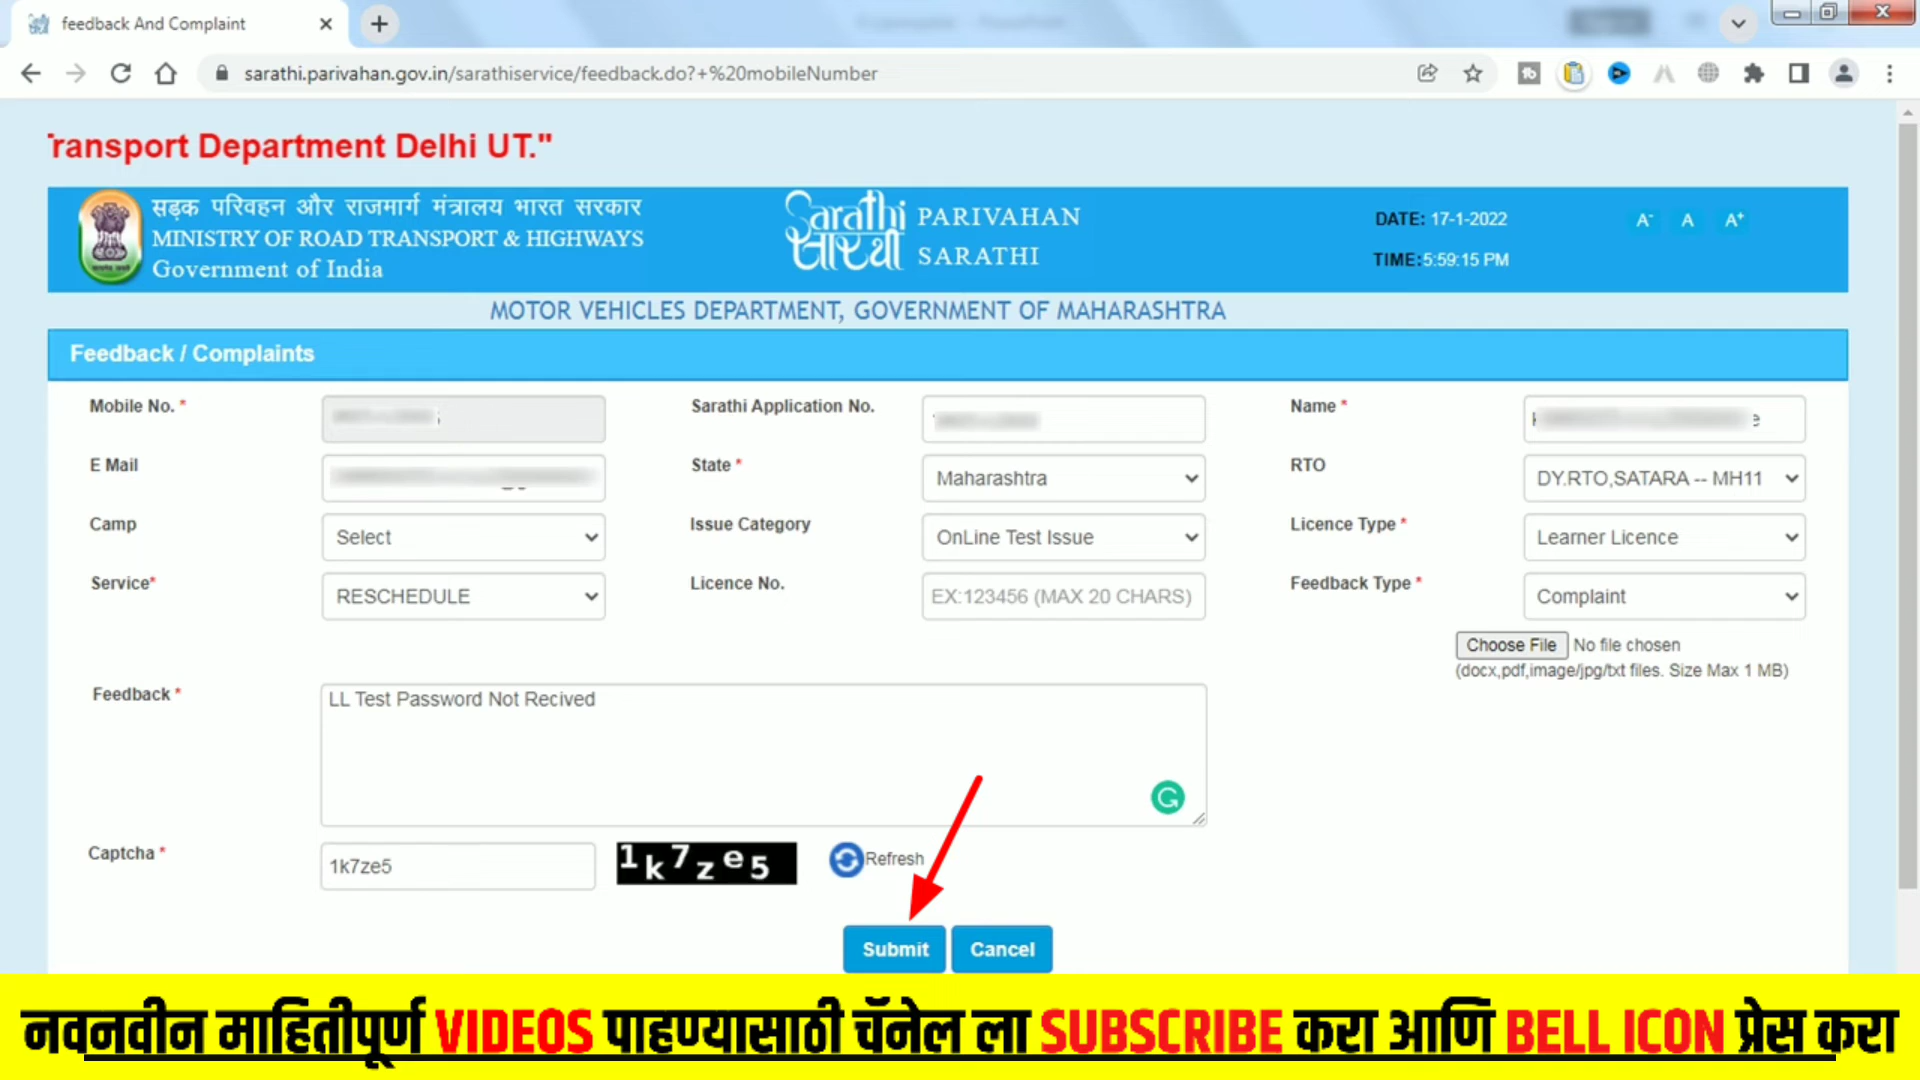 feedback And Complaint
sarathi.parivahan.gov.in/sarathiservice/feedback.do?+%20mobileNumber
ransport Department Delhi UT."
सड़क परिवहन और राजमार्ग मंत्रालय भारत सरकार
MINISTRY OF ROAD TRANSPORT & HIGHWAYS
Government of India
Sarathi
सारथी
PARIVAHAN
SARATHI
DATE: 17-1-2022
TIME:5:59:15 PM
A- A A+
MOTOR VEHICLES DEPARTMENT, GOVERNMENT OF MAHARASHTRA
Feedback / Complaints
Mobile No. * Sarathi Application No. Name *
E Mail State * Maharashtra RTO DY.RTO,SATARA -- MH11
Camp Select Issue Category OnLine Test Issue Licence Type * Learner Licence
Service* RESCHEDULE Licence No. EX:123456 (MAX 20 CHARS) Feedback Type * Complaint
Choose File No file chosen
(docx,pdf,image/jpg/txt files. Size Max 1 MB)
Feedback * LL Test Password Not Recived
Captcha * 1k7ze5 1k7ze5 Refresh
Submit Cancel
नवनवीन माहितीपूर्ण VIDEOS पाहण्यासाठी चॅनेल ला SUBSCRIBE करा आणि BELL ICON प्रेस करा